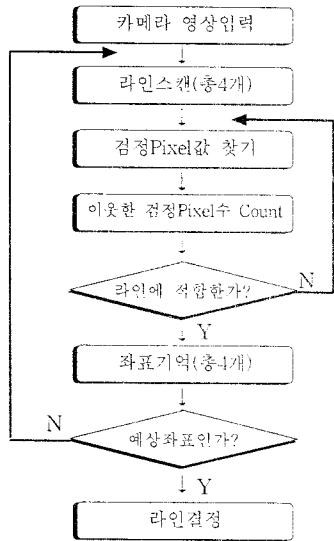 카메라 영상입력
라인스캔(총4개)
검정Pixel값 찾기
이웃한 검정Pixel수 Count
라인에 적합한가?
N
Y
좌표기억(총4개)
N
예상좌표인가?
Y
라인결정